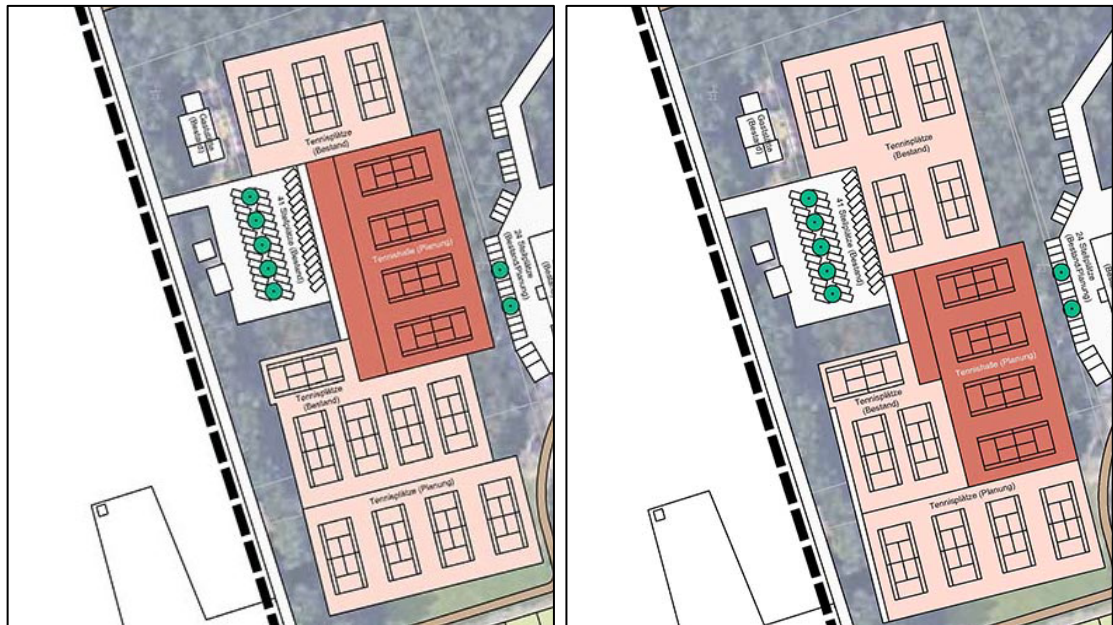 Gaststätte
(Bestand)
Tennisplätze
(Bestand)
41 Stellplätze (Bestand)
Tennishalle (Planung)
24 Stellplätze
(Bestand/Planung)
Tennisplätze
(Bestand)
Tennisplätze (Planung)
Gaststätte
(Bestand)
Tennisplätze
(Bestand)
41 Stellplätze (Bestand)
24 Stellplätze
(Bestand/Planung)
Tennishalle (Planung)
Tennisplätze
(Bestand)
Tennisplätze (Planung)